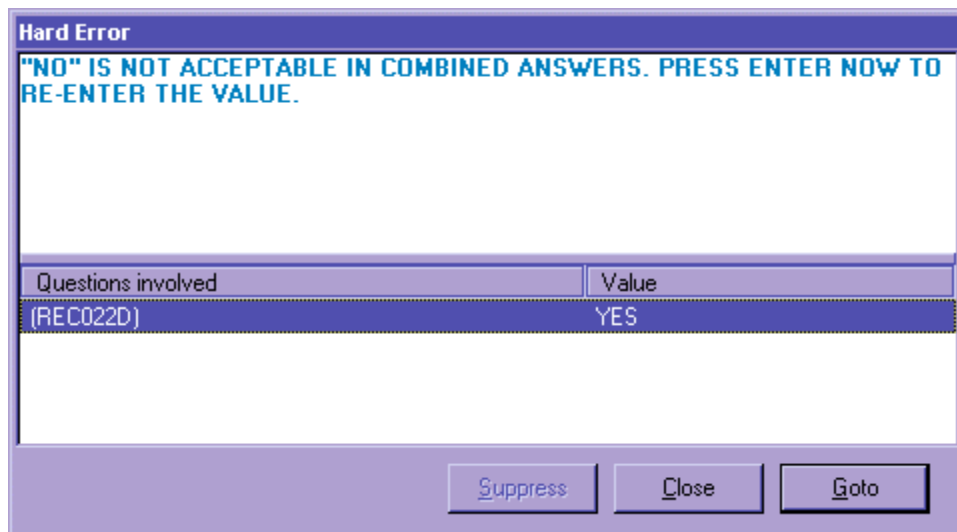 Hard Error
"NO" IS NOT ACCEPTABLE IN COMBINED ANSWERS. PRESS ENTER NOW TO
RE-ENTER THE VALUE.
Questions involved Value
(REC022D) YES
Suppress Close Goto